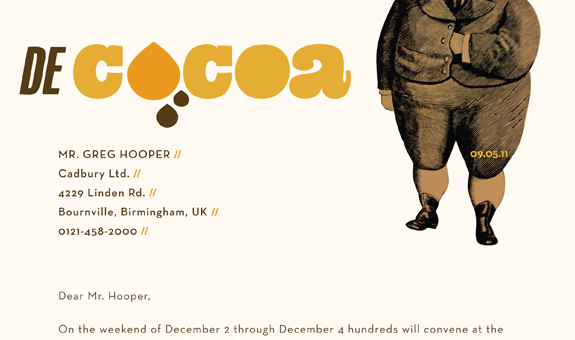 DE COCOA
09.05.11
MR. GREG HOOPER //
Cadbury Ltd. //
4229 Linden Rd. //
Bournville, Birmingham, UK //
0121-458-2000 //
Dear Mr. Hooper,
On the weekend of December 2 through December 4 hundreds will convene at the